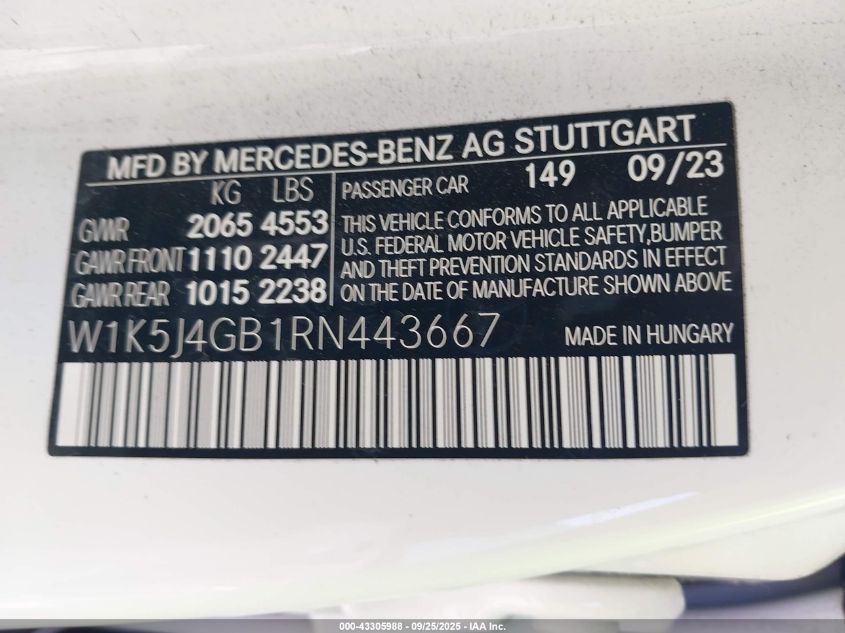 MFD BY MERCEDES-BENZ AG STUTTGART
KG LBS
GVWR 2065 4553
GAWR FRONT 1110 2447
GAWR REAR 1015 2238
PASSENGER CAR 149 09/23
THIS VEHICLE CONFORMS TO ALL APPLICABLE
U.S. FEDERAL MOTOR VEHICLE SAFETY, BUMPER
AND THEFT PREVENTION STANDARDS IN EFFECT
ON THE DATE OF MANUFACTURE SHOWN ABOVE
W1K5J4GB1RN443667 MADE IN HUNGARY
000-43305988 - 09/25/2025 - IAA Inc.